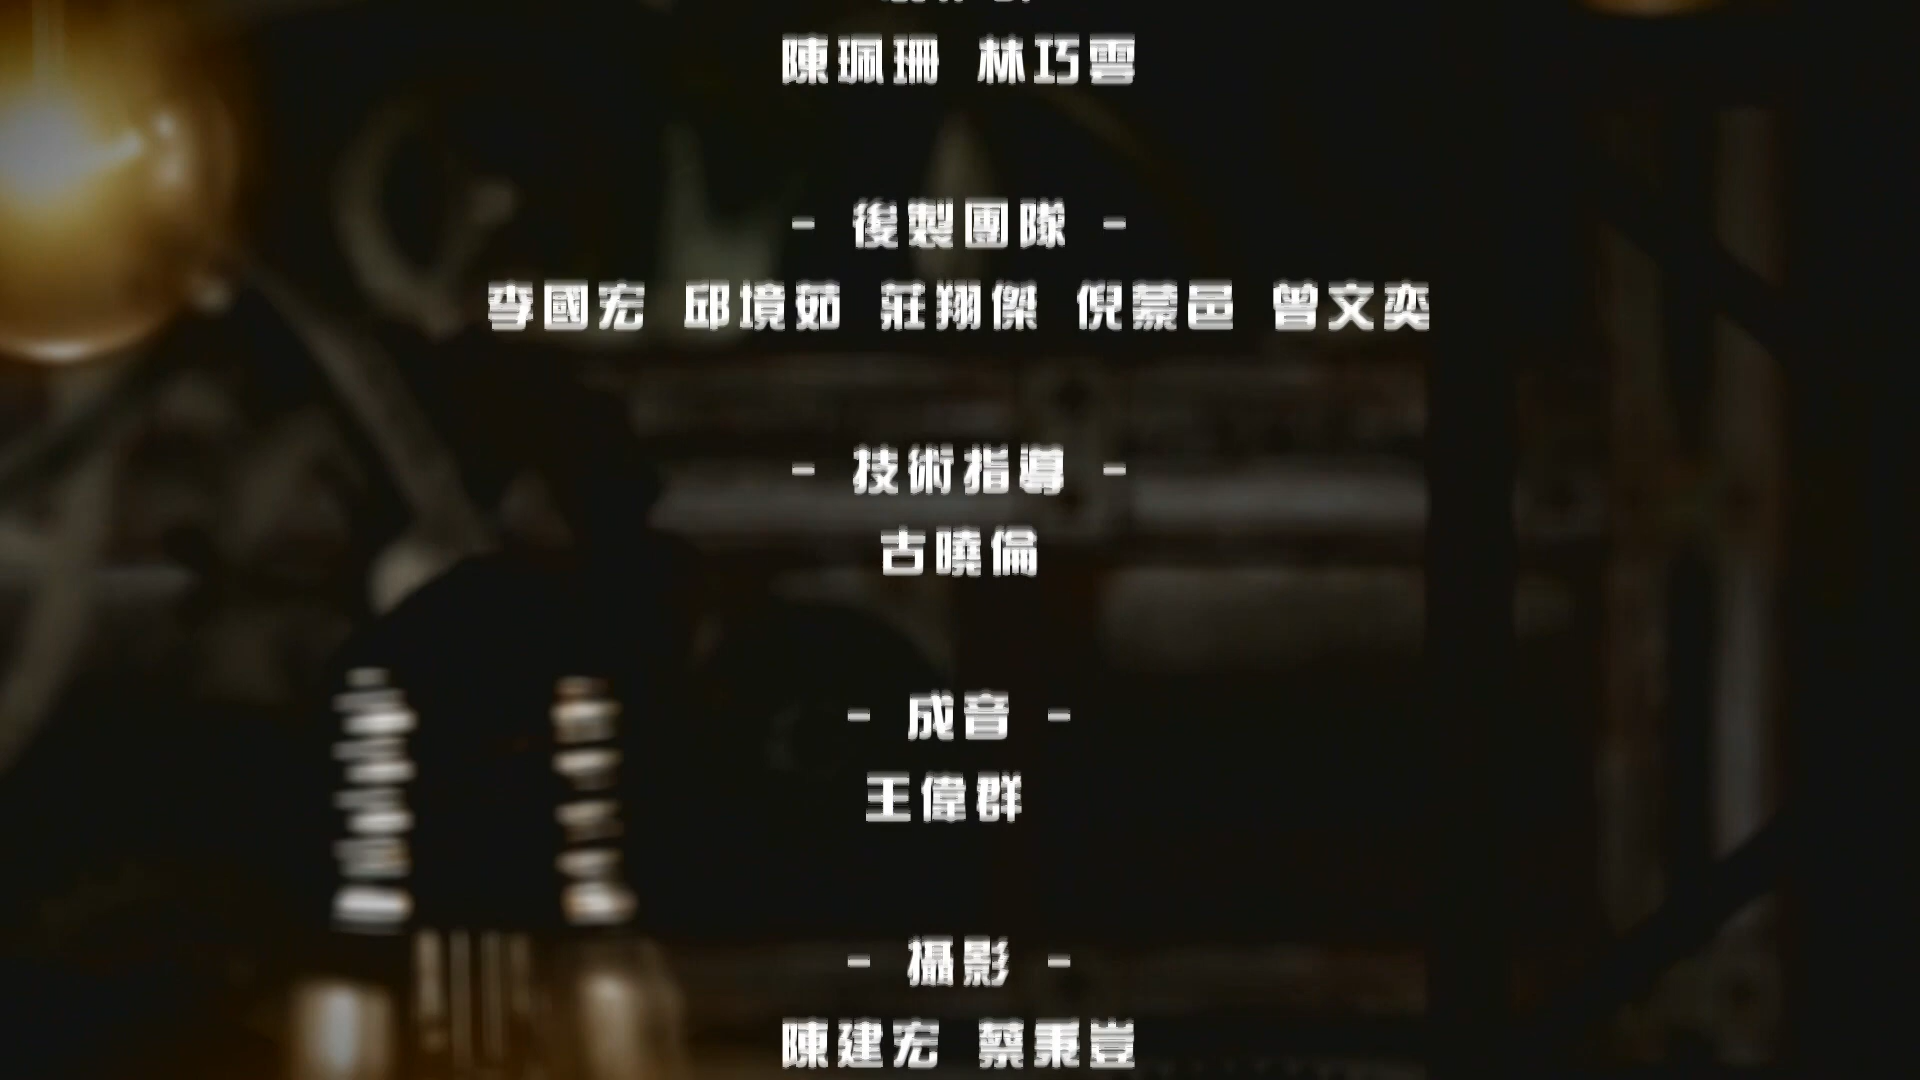 陳珮珊 林巧雲
- 後製團隊 -
李國宏 邱境茹 莊翔傑 倪蒙邑 曾文奕
- 技術指導 -
古曉倫
- 成音 -
王偉群
- 攝影 -
陳建宏 蔡秉豈